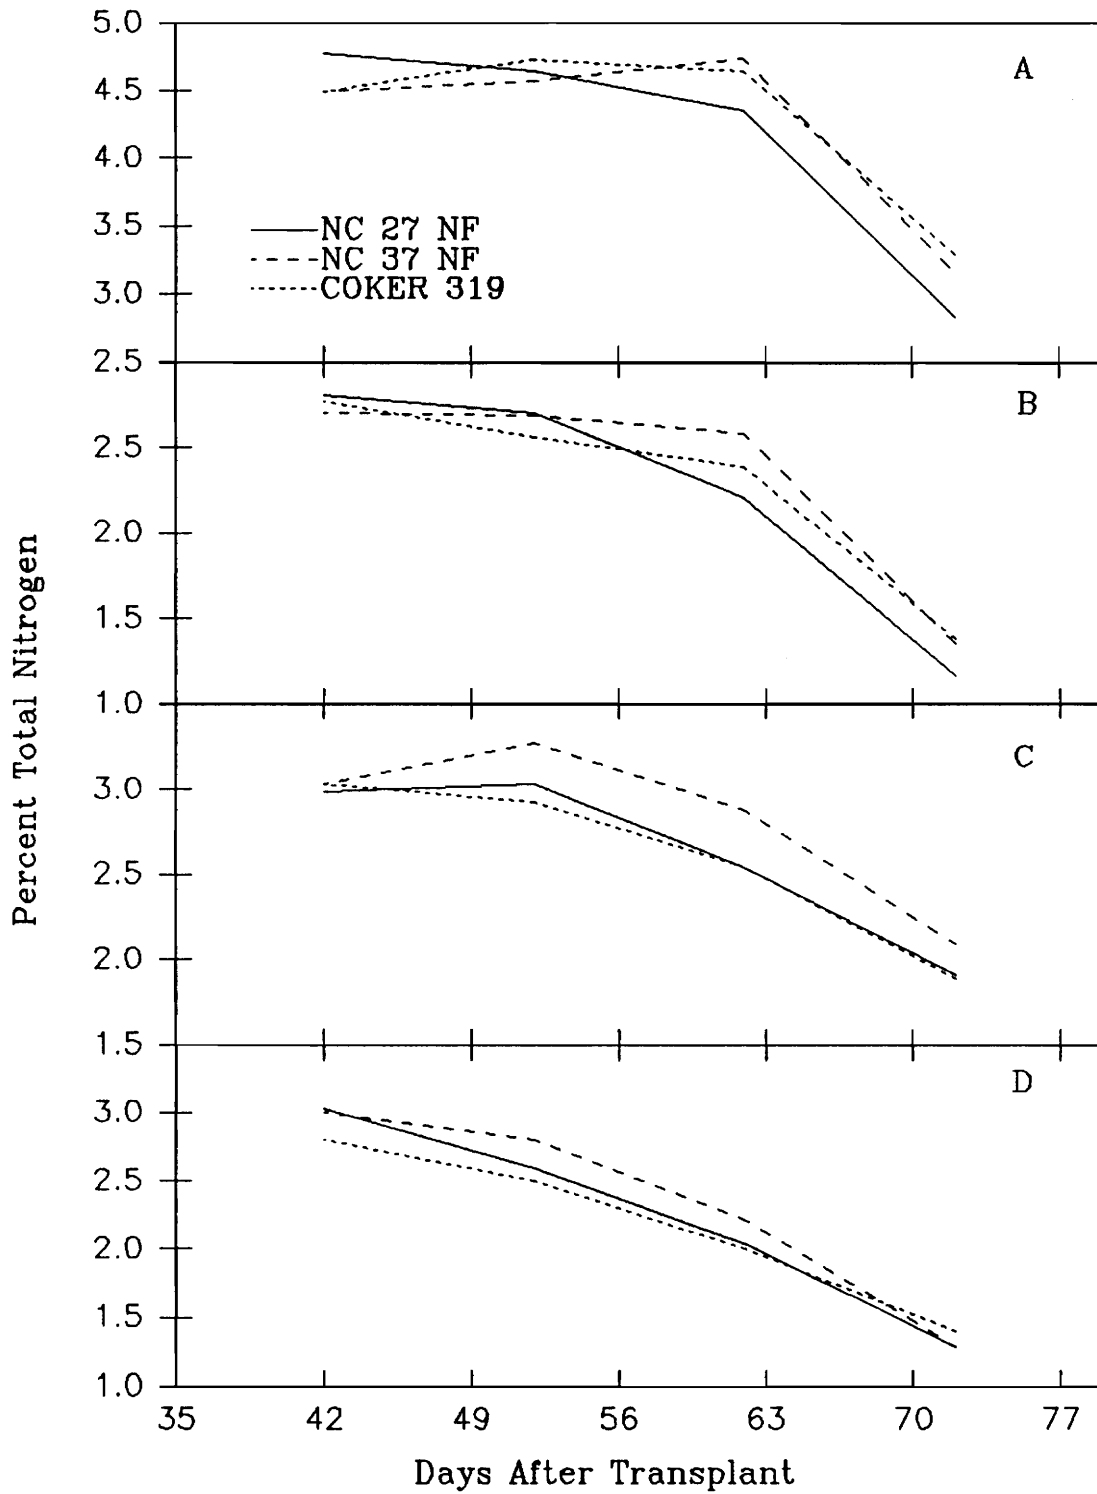 5.0
A
4.5
4.0
3.5
NC 27 NF
NC 37 NF
COKER 319
3.0
2.5
B
2.5
2.0
1.5
1.0
C
3.0
2.5
2.0
1.5
D
3.0
2.5
2.0
1.5
1.0
35 42 49 56 63 70 77
Days After Transplant
Percent Total Nitrogen